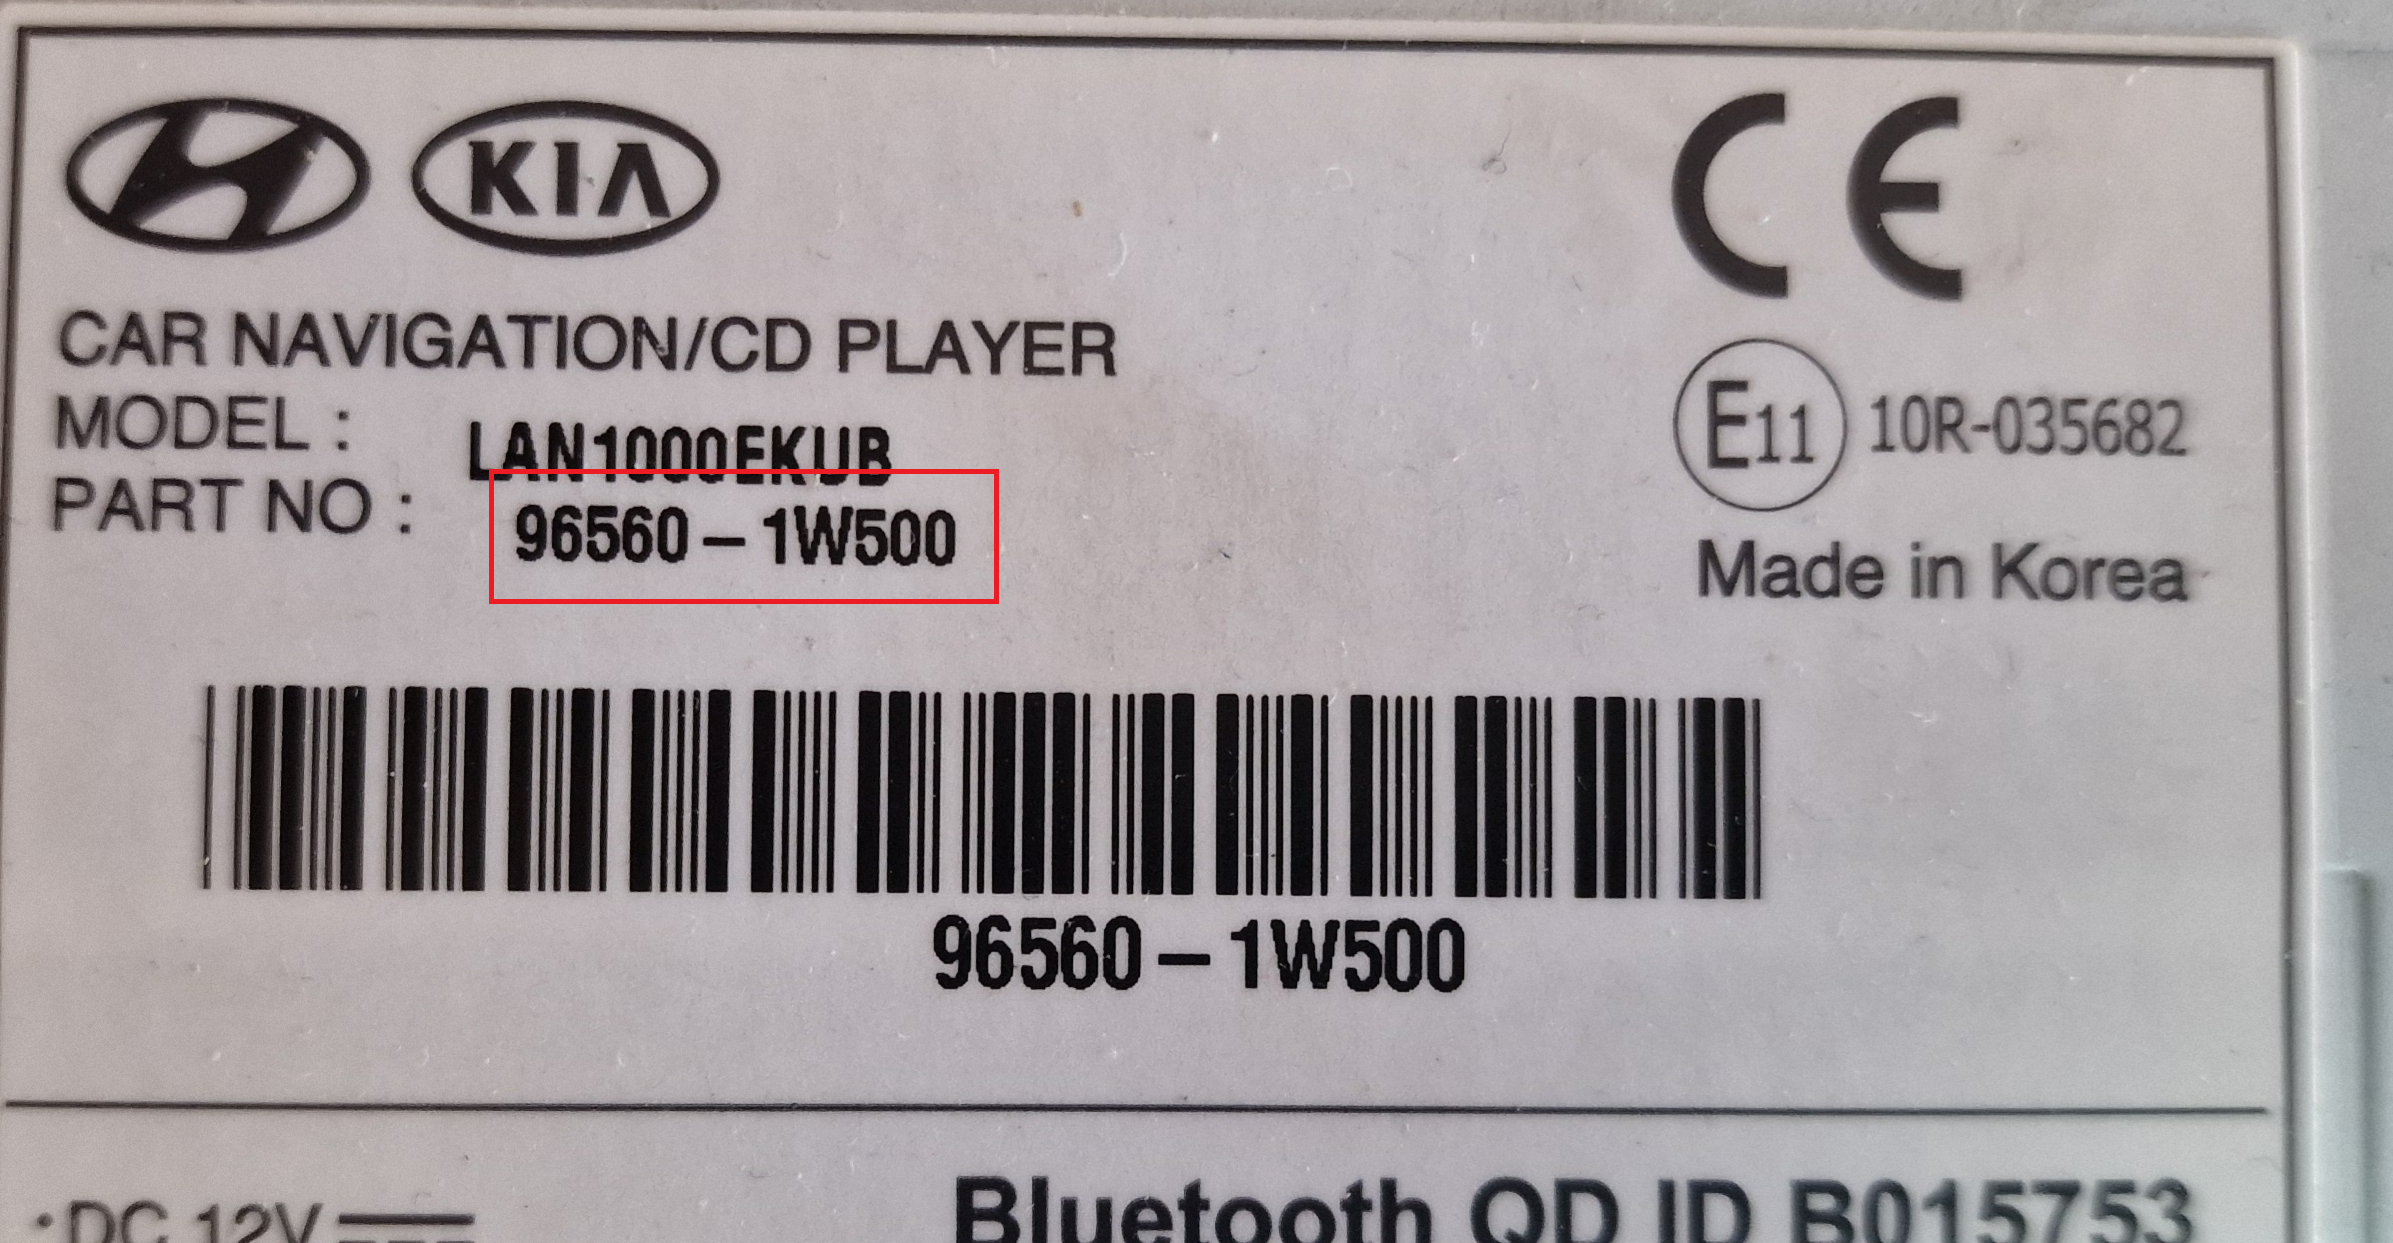 KIA
CE
CAR NAVIGATION/CD PLAYER
MODEL : LAN1000EKUB
PART NO : 96560-1W500
E11 10R-035682
Made in Korea
96560-1W500
·DC 12V
Bluetooth QD ID B015753